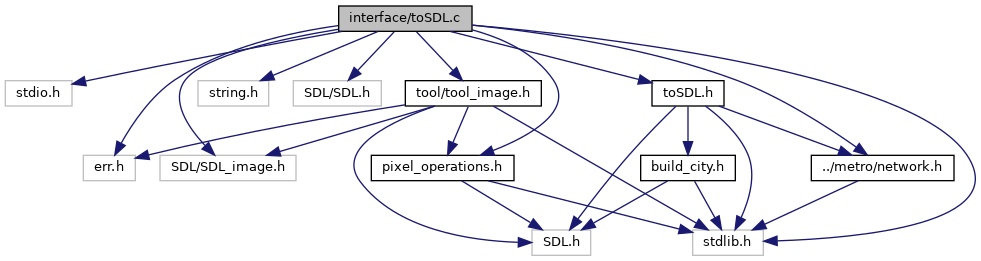 interface/toSDL.c
stdio.h
string.h
SDL/SDL.h
tool/tool_image.h
toSDL.h
err.h
SDL/SDL_image.h
pixel_operations.h
build_city.h
../metro/network.h
SDL.h
stdlib.h